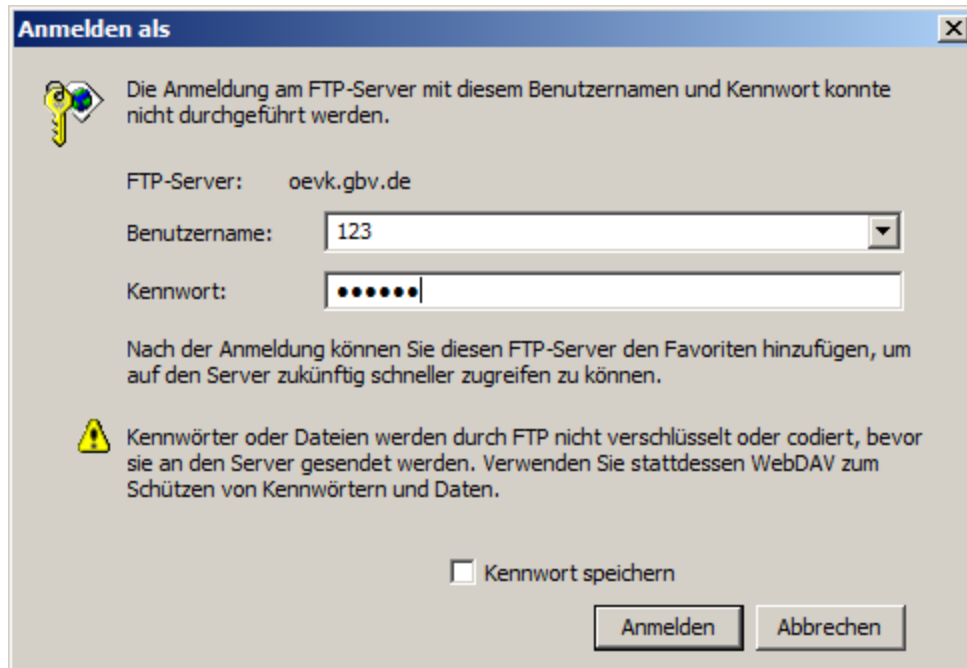 Anmelden als
Die Anmeldung am FTP-Server mit diesem Benutzernamen und Kennwort konnte
nicht durchgeführt werden.
FTP-Server: oevk.gbv.de
Benutzername: 123
Kennwort: ●●●●●●
Nach der Anmeldung können Sie diesen FTP-Server den Favoriten hinzufügen, um
auf den Server zukünftig schneller zugreifen zu können.
Kennwörter oder Dateien werden durch FTP nicht verschlüsselt oder codiert, bevor
sie an den Server gesendet werden. Verwenden Sie stattdessen WebDAV zum
Schützen von Kennwörtern und Daten.
Kennwort speichern
Anmelden Abbrechen